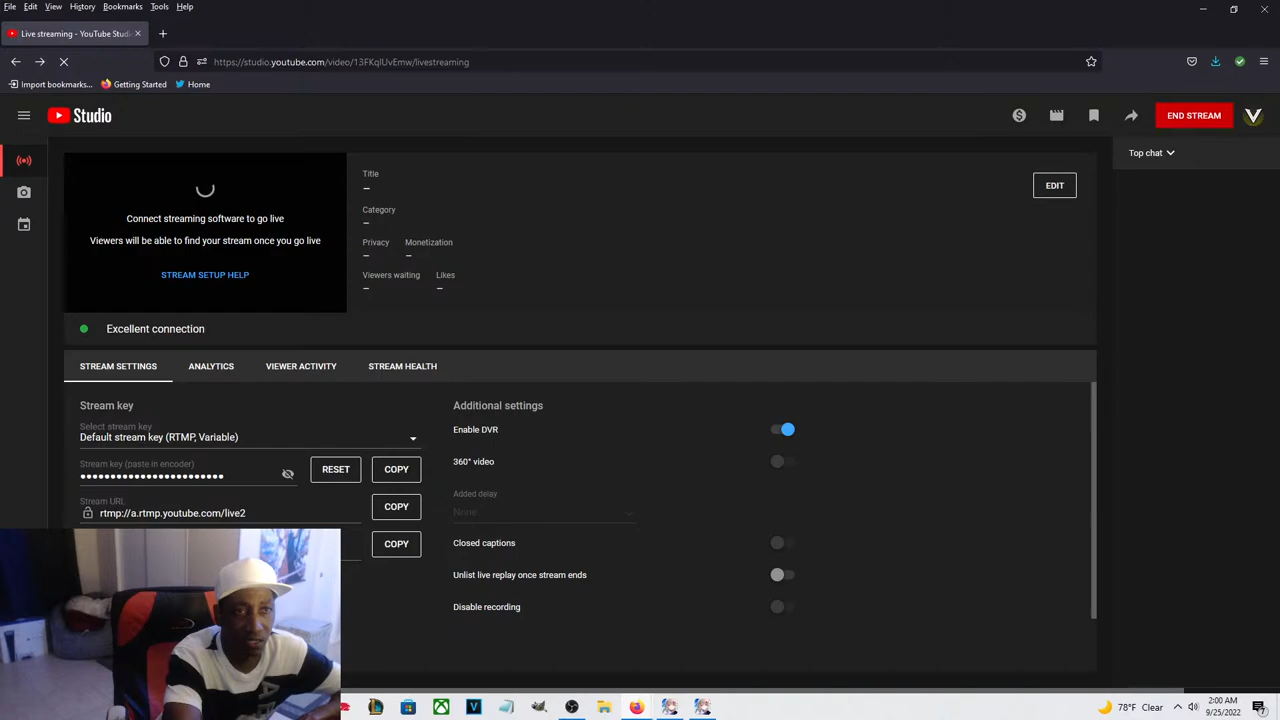 File Edit View History Bookmarks Tools Help
Live streaming - YouTube Studi
https://studio.youtube.com/video/13FKqIUvEmw/livestreaming
Import bookmarks... Getting Started Home
Studio
END STREAM
Top chat
Connect streaming software to go live
Viewers will be able to find your stream once you go live
STREAM SETUP HELP
Title
–
EDIT
Category
–
Privacy Monetization
– –
Viewers waiting Likes
– –
Excellent connection
STREAM SETTINGS ANALYTICS VIEWER ACTIVITY STREAM HEALTH
Stream key
Select stream key
Default stream key (RTMP, Variable)
Stream key (paste in encoder)
••••••••••••••••••••••••
RESET COPY
Stream URL
rtmp://a.rtmp.youtube.com/live2
COPY
COPY
Additional settings
Enable DVR
360° video
Added delay
None
Closed captions
Unlist live replay once stream ends
Disable recording
78°F Clear
2:00 AM
9/25/2022